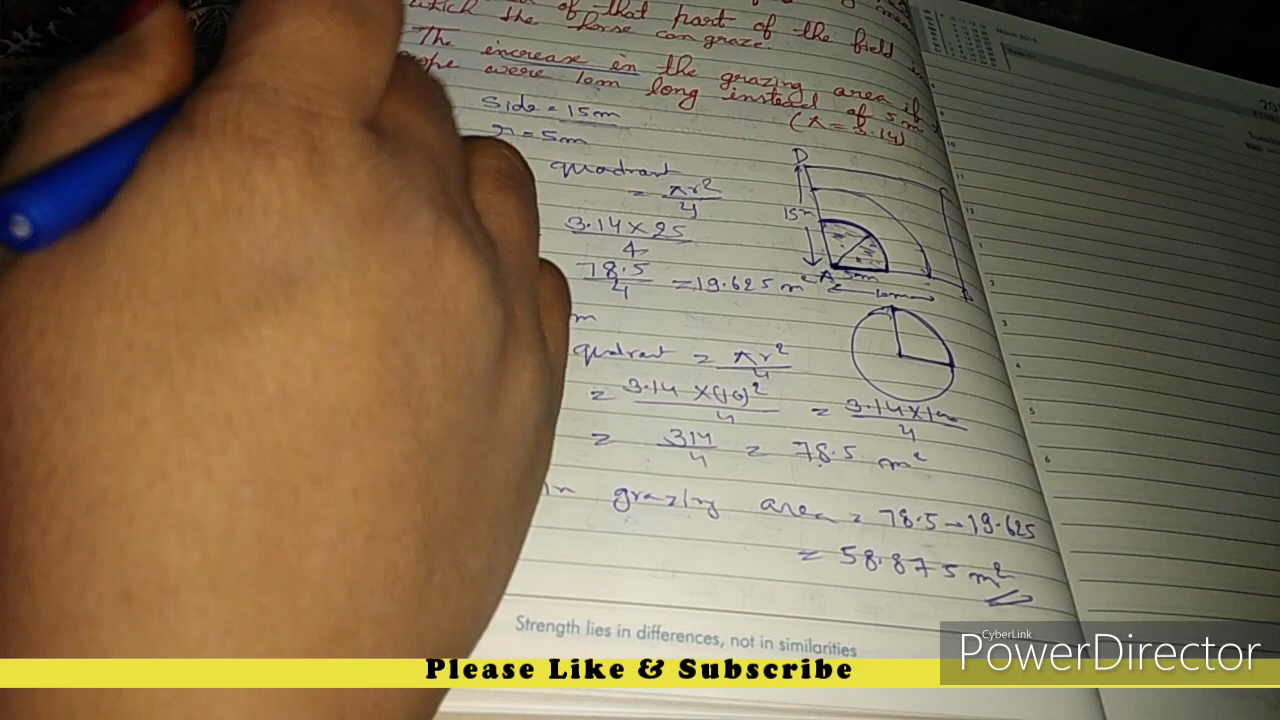 which the horse can graze.
of that part of the field
The increase in the grazing area if
rope were 10m long instead of 5m
(π = 3.14)
Side = 15m
r = 5m
quadrant
= πr²/4
3.14 × 25/4
78.5/4 = 19.625 m²
m
quadrant = πr²/4
= 3.14 × (10)²/4 = 3.14 × 100/4
= 314/4 = 78.5 m²
in grazing area = 78.5 - 19.625
= 58.875 m²
D
15m
A 5m
10m
Strength lies in differences, not in similarities
Please Like & Subscribe
CyberLink
PowerDirector